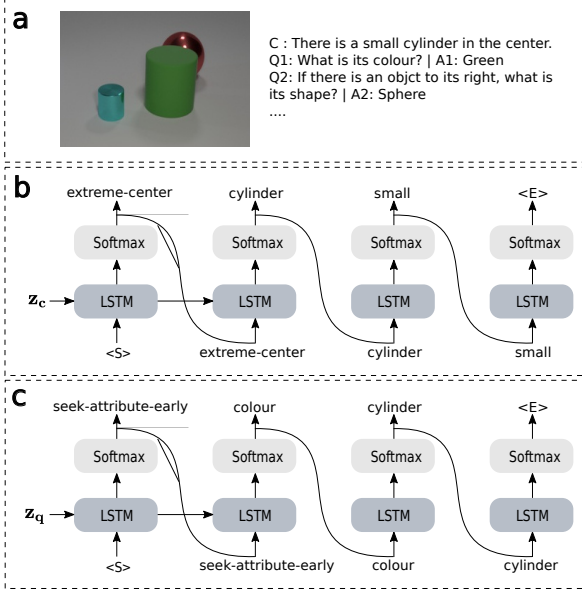 a
C : There is a small cylinder in the center.
Q1: What is its colour? | A1: Green
Q2: If there is an objct to its right, what is
its shape? | A2: Sphere
....
b
extreme-center cylinder small <E>
Softmax Softmax Softmax Softmax
z_c LSTM LSTM LSTM LSTM
<S> extreme-center cylinder small
c
seek-attribute-early colour cylinder <E>
Softmax Softmax Softmax Softmax
z_q LSTM LSTM LSTM LSTM
<S> seek-attribute-early colour cylinder